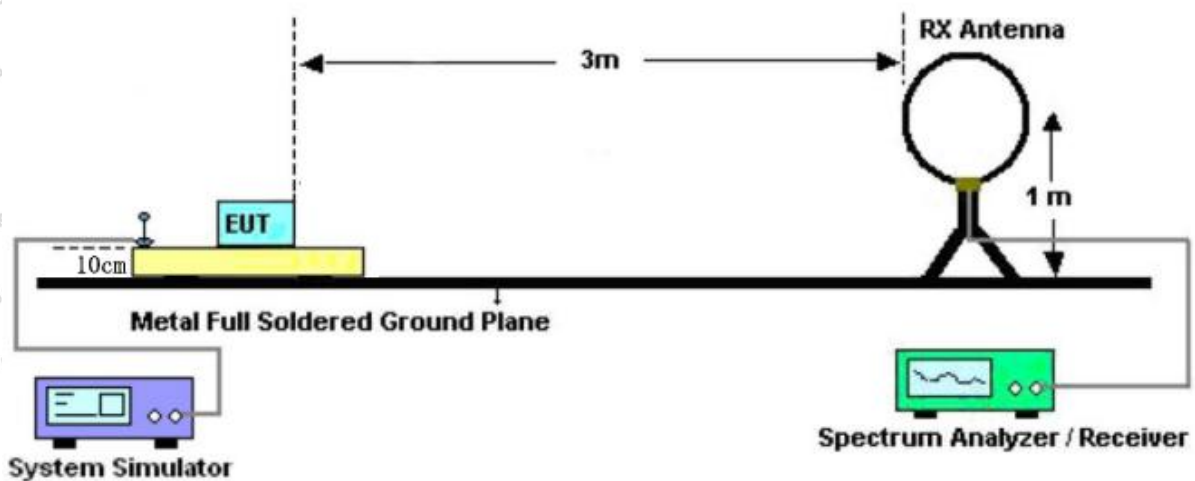 RX Antenna
3m
1 m
EUT
10cm
Metal Full Soldered Ground Plane
System Simulator
Spectrum Analyzer / Receiver